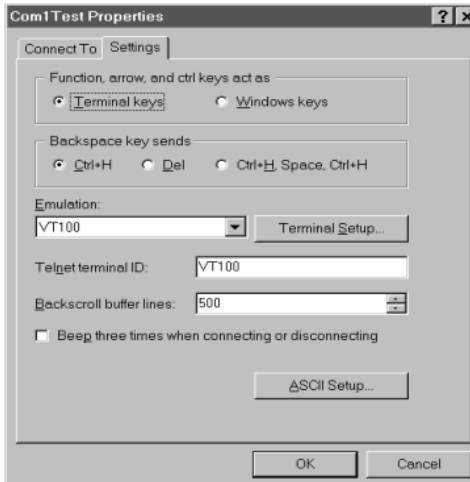 Com1Test Properties
Connect To Settings
Function, arrow, and ctrl keys act as
Terminal keys Windows keys
Backspace key sends
Ctrl+H Del Ctrl+H, Space, Ctrl+H
Emulation:
VT100 Terminal Setup...
Telnet terminal ID: VT100
Backscroll buffer lines: 500
Beep three times when connecting or disconnecting
ASCII Setup...
OK Cancel